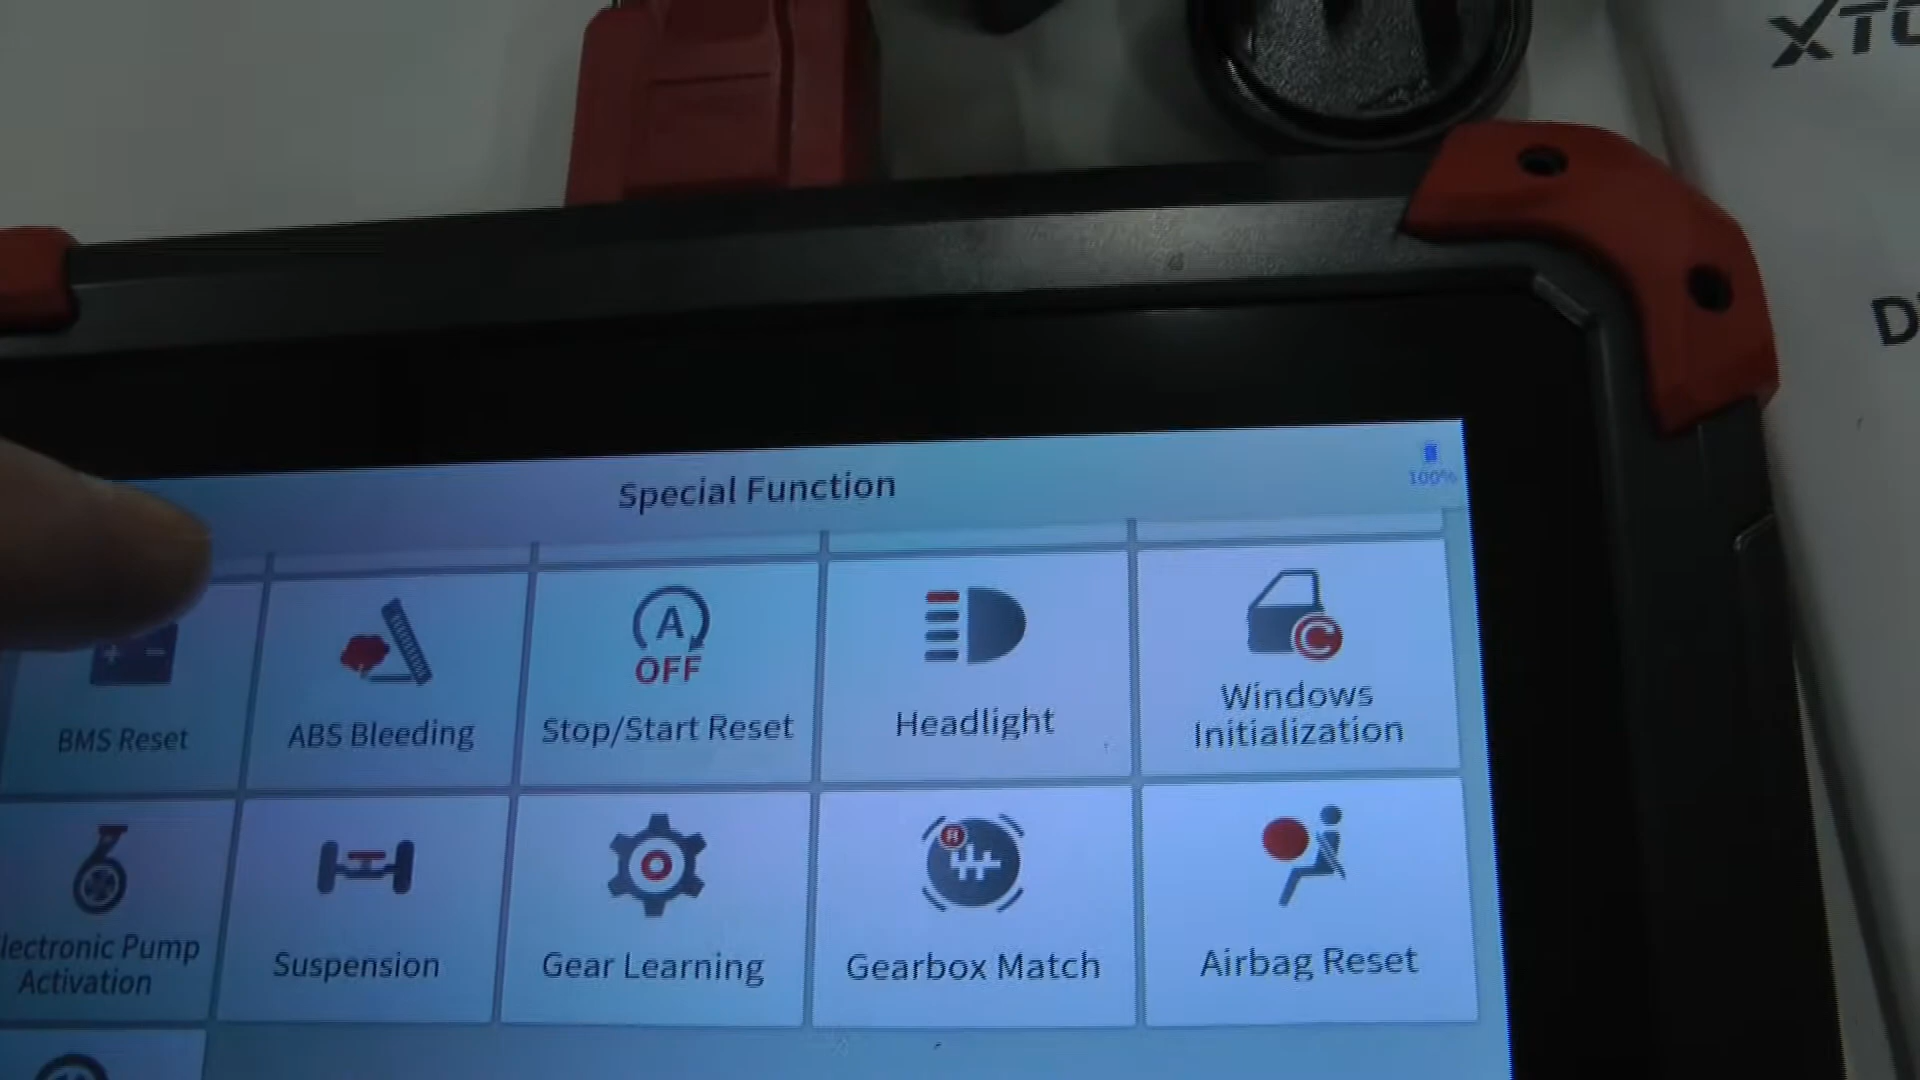 Special Function
100%
BMS Reset
ABS Bleeding
A
OFF
Stop/Start Reset
Headlight
Windows
Initialization
lectronic Pump
Activation
Suspension
Gear Learning
Gearbox Match
Airbag Reset